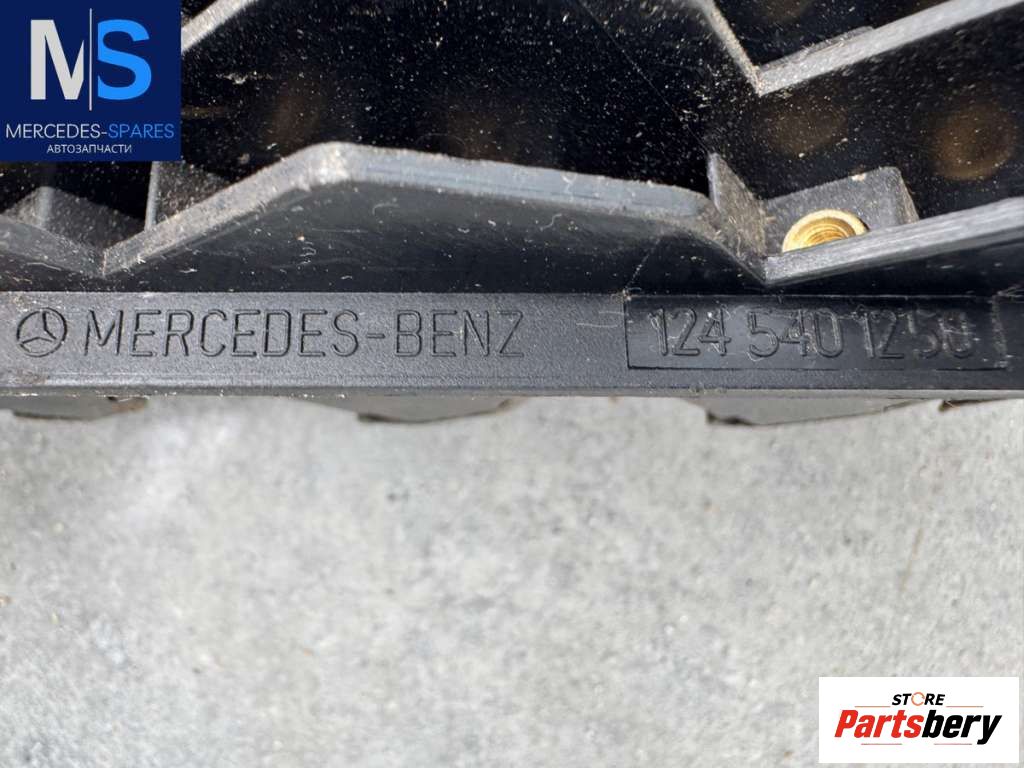 MS
MERCEDES-SPARES
АВТОЗАПЧАСТИ
MERCEDES-BENZ 124 540 1250
STORE
Partsbery